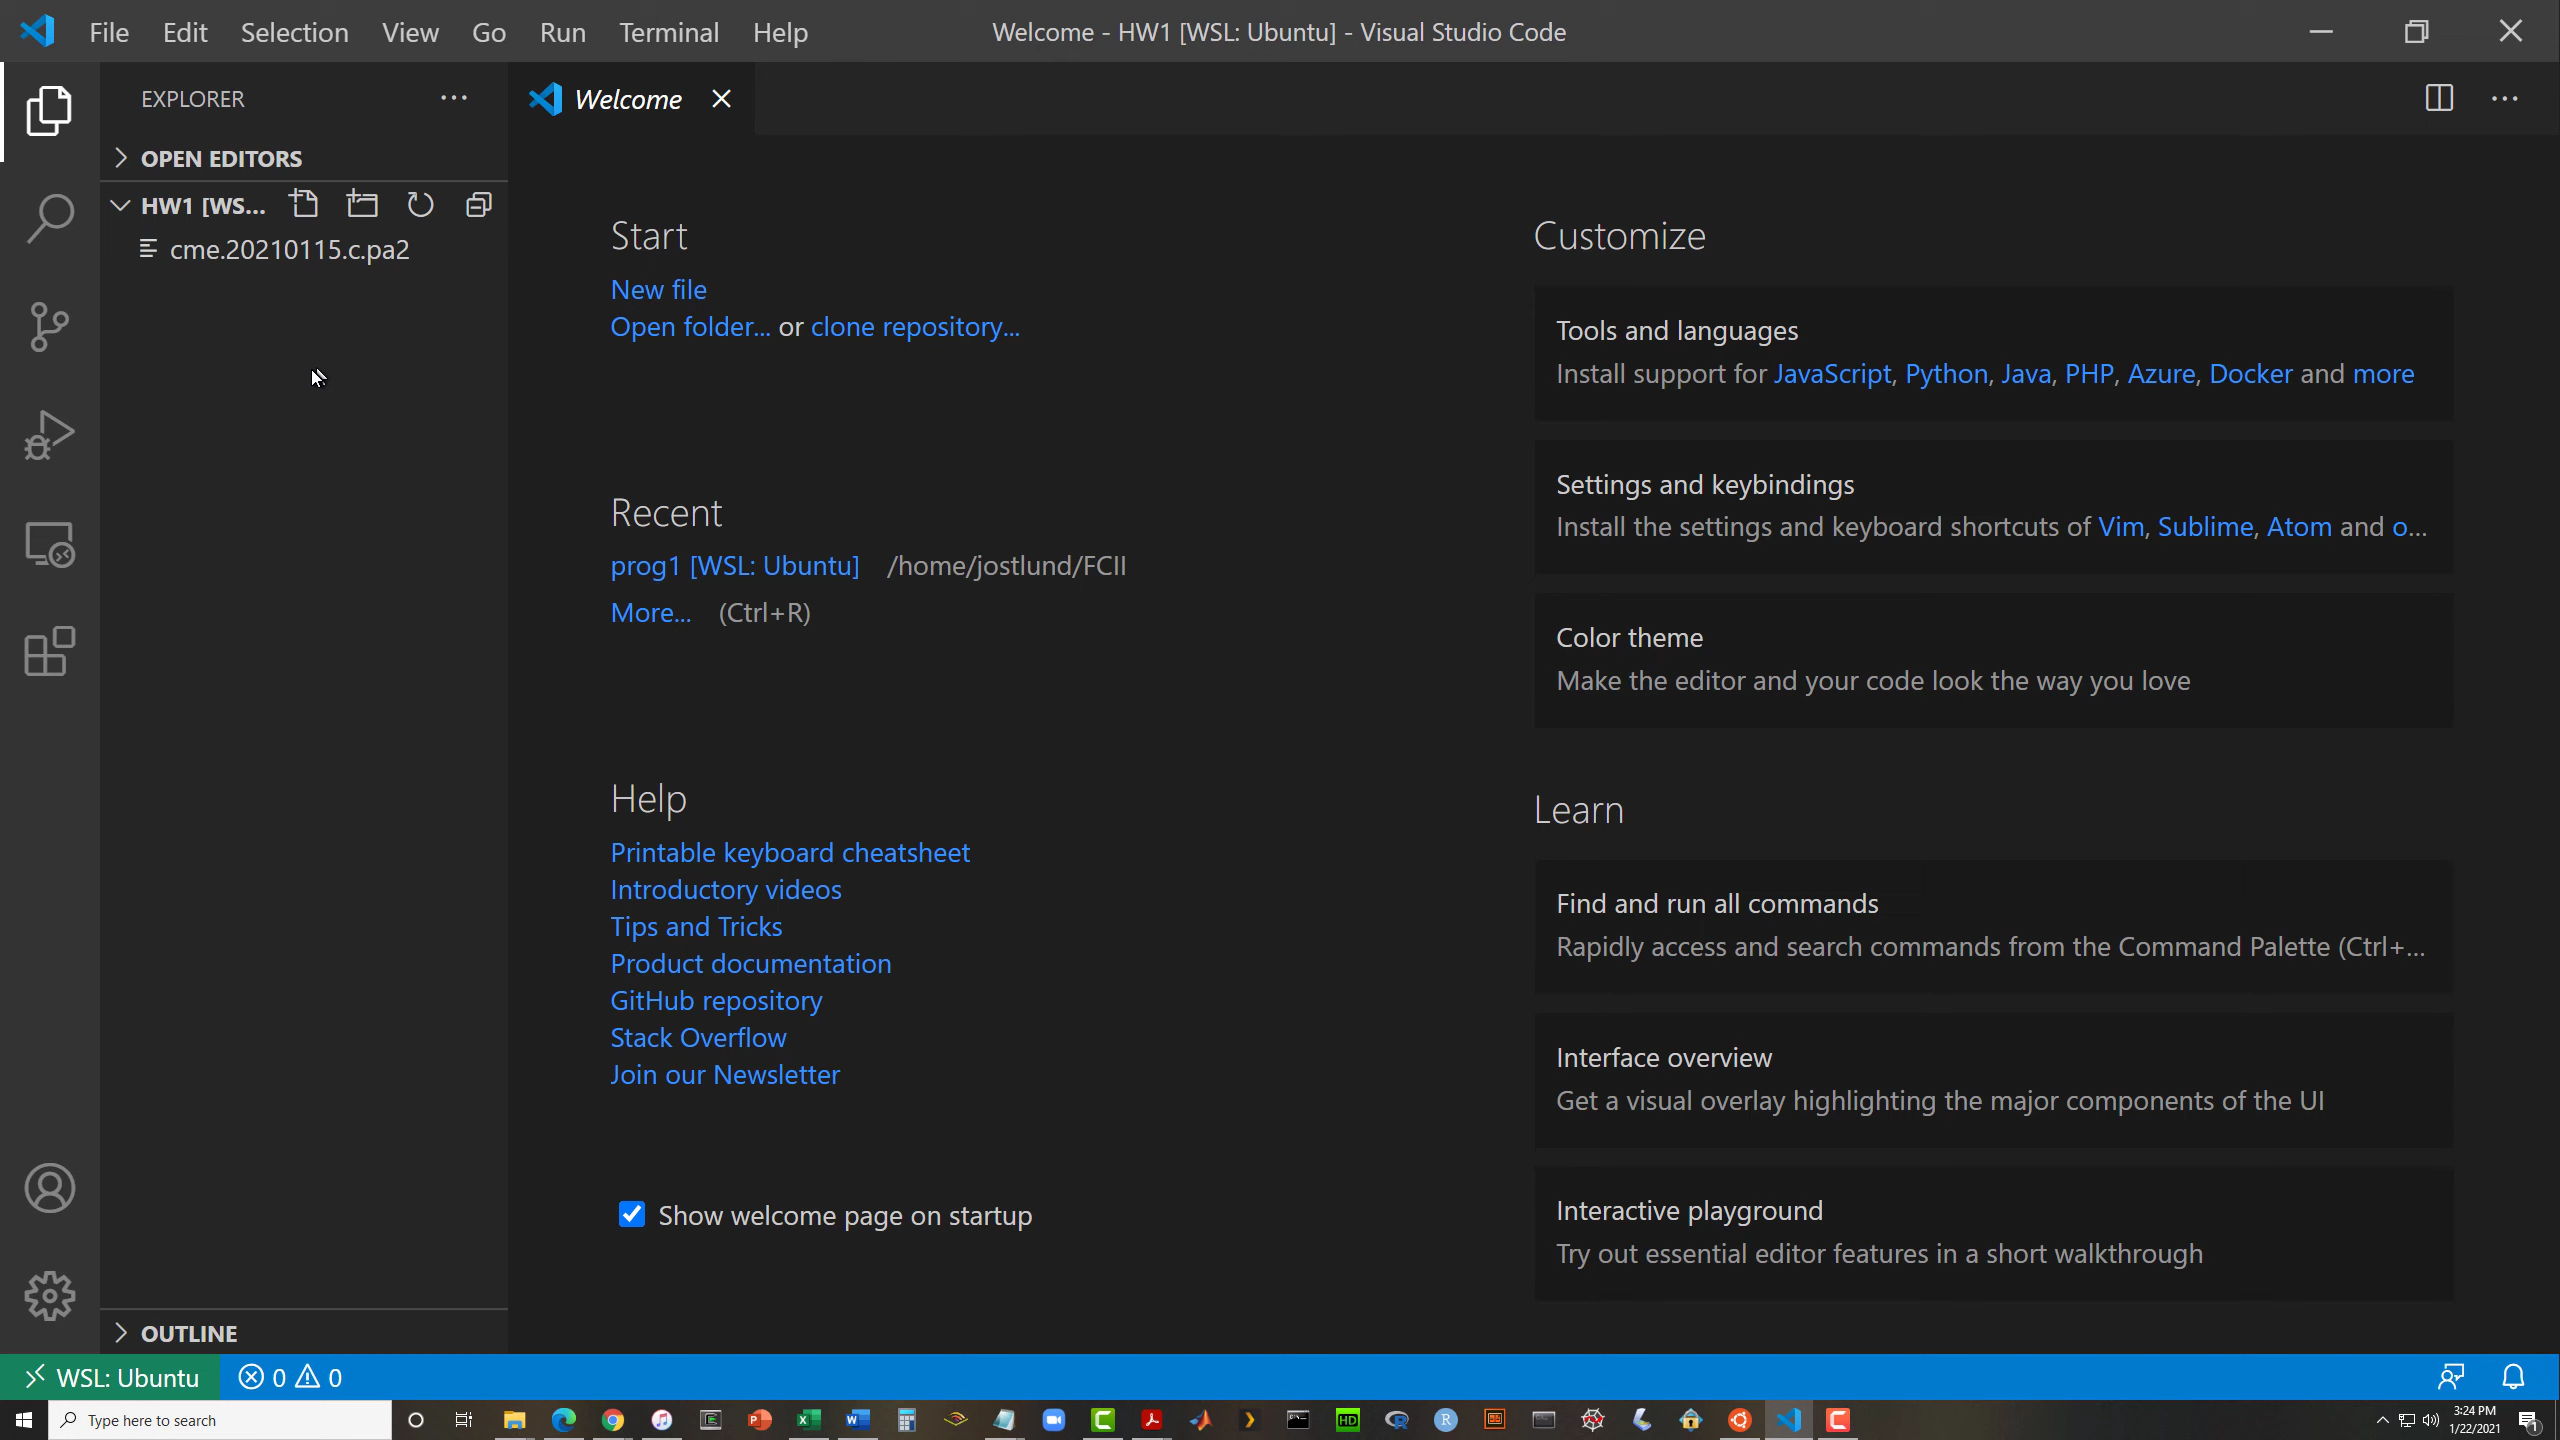 File Edit Selection View Go Run Terminal Help
Welcome - HW1 [WSL: Ubuntu] - Visual Studio Code
EXPLORER
OPEN EDITORS
HW1 [WS...
cme.20210115.c.pa2
OUTLINE
Welcome
Start
New file
Open folder... or clone repository...
Recent
prog1 [WSL: Ubuntu] /home/jostlund/FCII
More... (Ctrl+R)
Help
Printable keyboard cheatsheet
Introductory videos
Tips and Tricks
Product documentation
GitHub repository
Stack Overflow
Join our Newsletter
Show welcome page on startup
Customize
Tools and languages
Install support for JavaScript, Python, Java, PHP, Azure, Docker and more
Settings and keybindings
Install the settings and keyboard shortcuts of Vim, Sublime, Atom and o...
Color theme
Make the editor and your code look the way you love
Learn
Find and run all commands
Rapidly access and search commands from the Command Palette (Ctrl+...
Interface overview
Get a visual overlay highlighting the major components of the UI
Interactive playground
Try out essential editor features in a short walkthrough
WSL: Ubuntu 0 0
Type here to search
HD
3:24 PM
1/22/2021
1